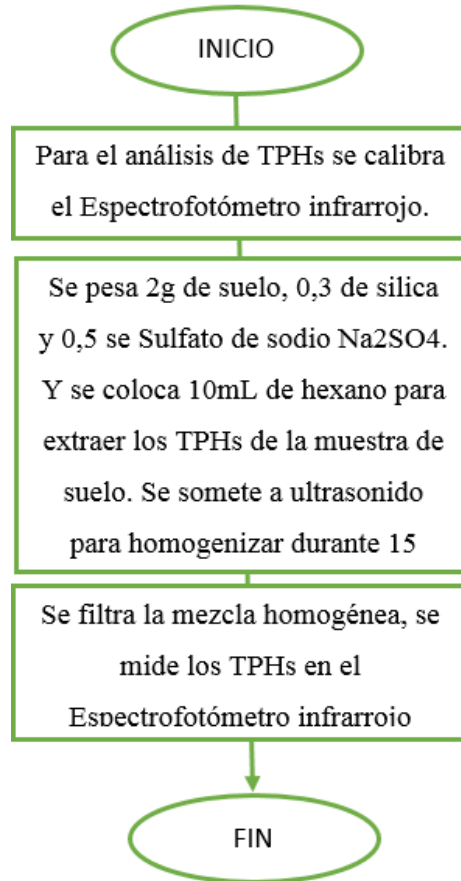 INICIO
Para el análisis de TPHs se calibra
el Espectrofotómetro infrarrojo.
Se pesa 2g de suelo, 0,3 de silica
y 0,5 se Sulfato de sodio Na2SO4.
Y se coloca 10mL de hexano para
extraer los TPHs de la muestra de
suelo. Se somete a ultrasonido
para homogenizar durante 15
Se filtra la mezcla homogénea, se
mide los TPHs en el
Espectrofotómetro infrarrojo
FIN